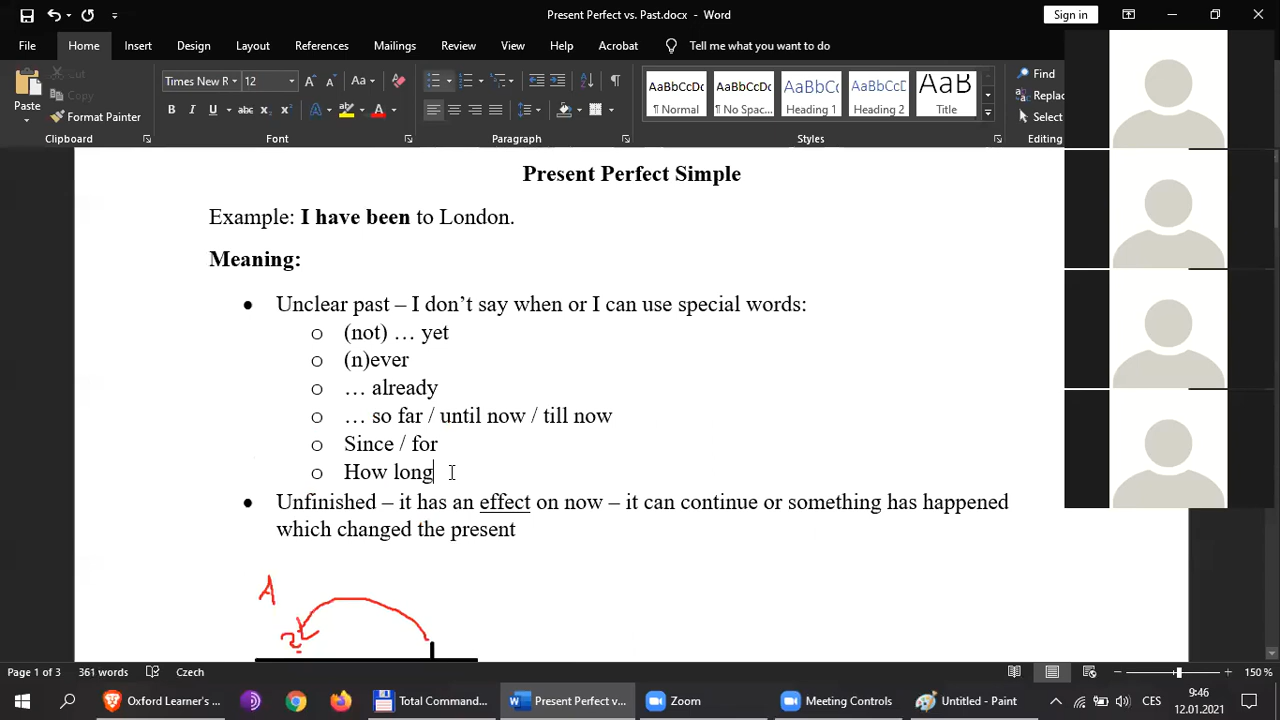 Present Perfect vs. Past.docx - Word
Sign in
File Home Insert Design Layout References Mailings Review View Help Acrobat Tell me what you want to do
Paste
Cut
Copy
Format Painter
Clipboard
Times New R 12
Font
Paragraph
AaBbCcDc AaBbCcDc AaBbCc AaBbCcD AaB
¶ Normal ¶ No Spac... Heading 1 Heading 2 Title
Styles
Find
Replac
Select
Editing
Present Perfect Simple
Example: I have been to London.
Meaning:
• Unclear past – I don’t say when or I can use special words:
o (not) … yet
o (n)ever
o … already
o … so far / until now / till now
o Since / for
o How long
• Unfinished – it has an effect on now – it can continue or something has happened
which changed the present
A
?
Page 1 of 3 361 words Czech 150 %
Oxford Learner's ... Total Comman... Present Perfect v... Zoom Meeting Controls Untitled - Paint CES 9:46
12.01.2021